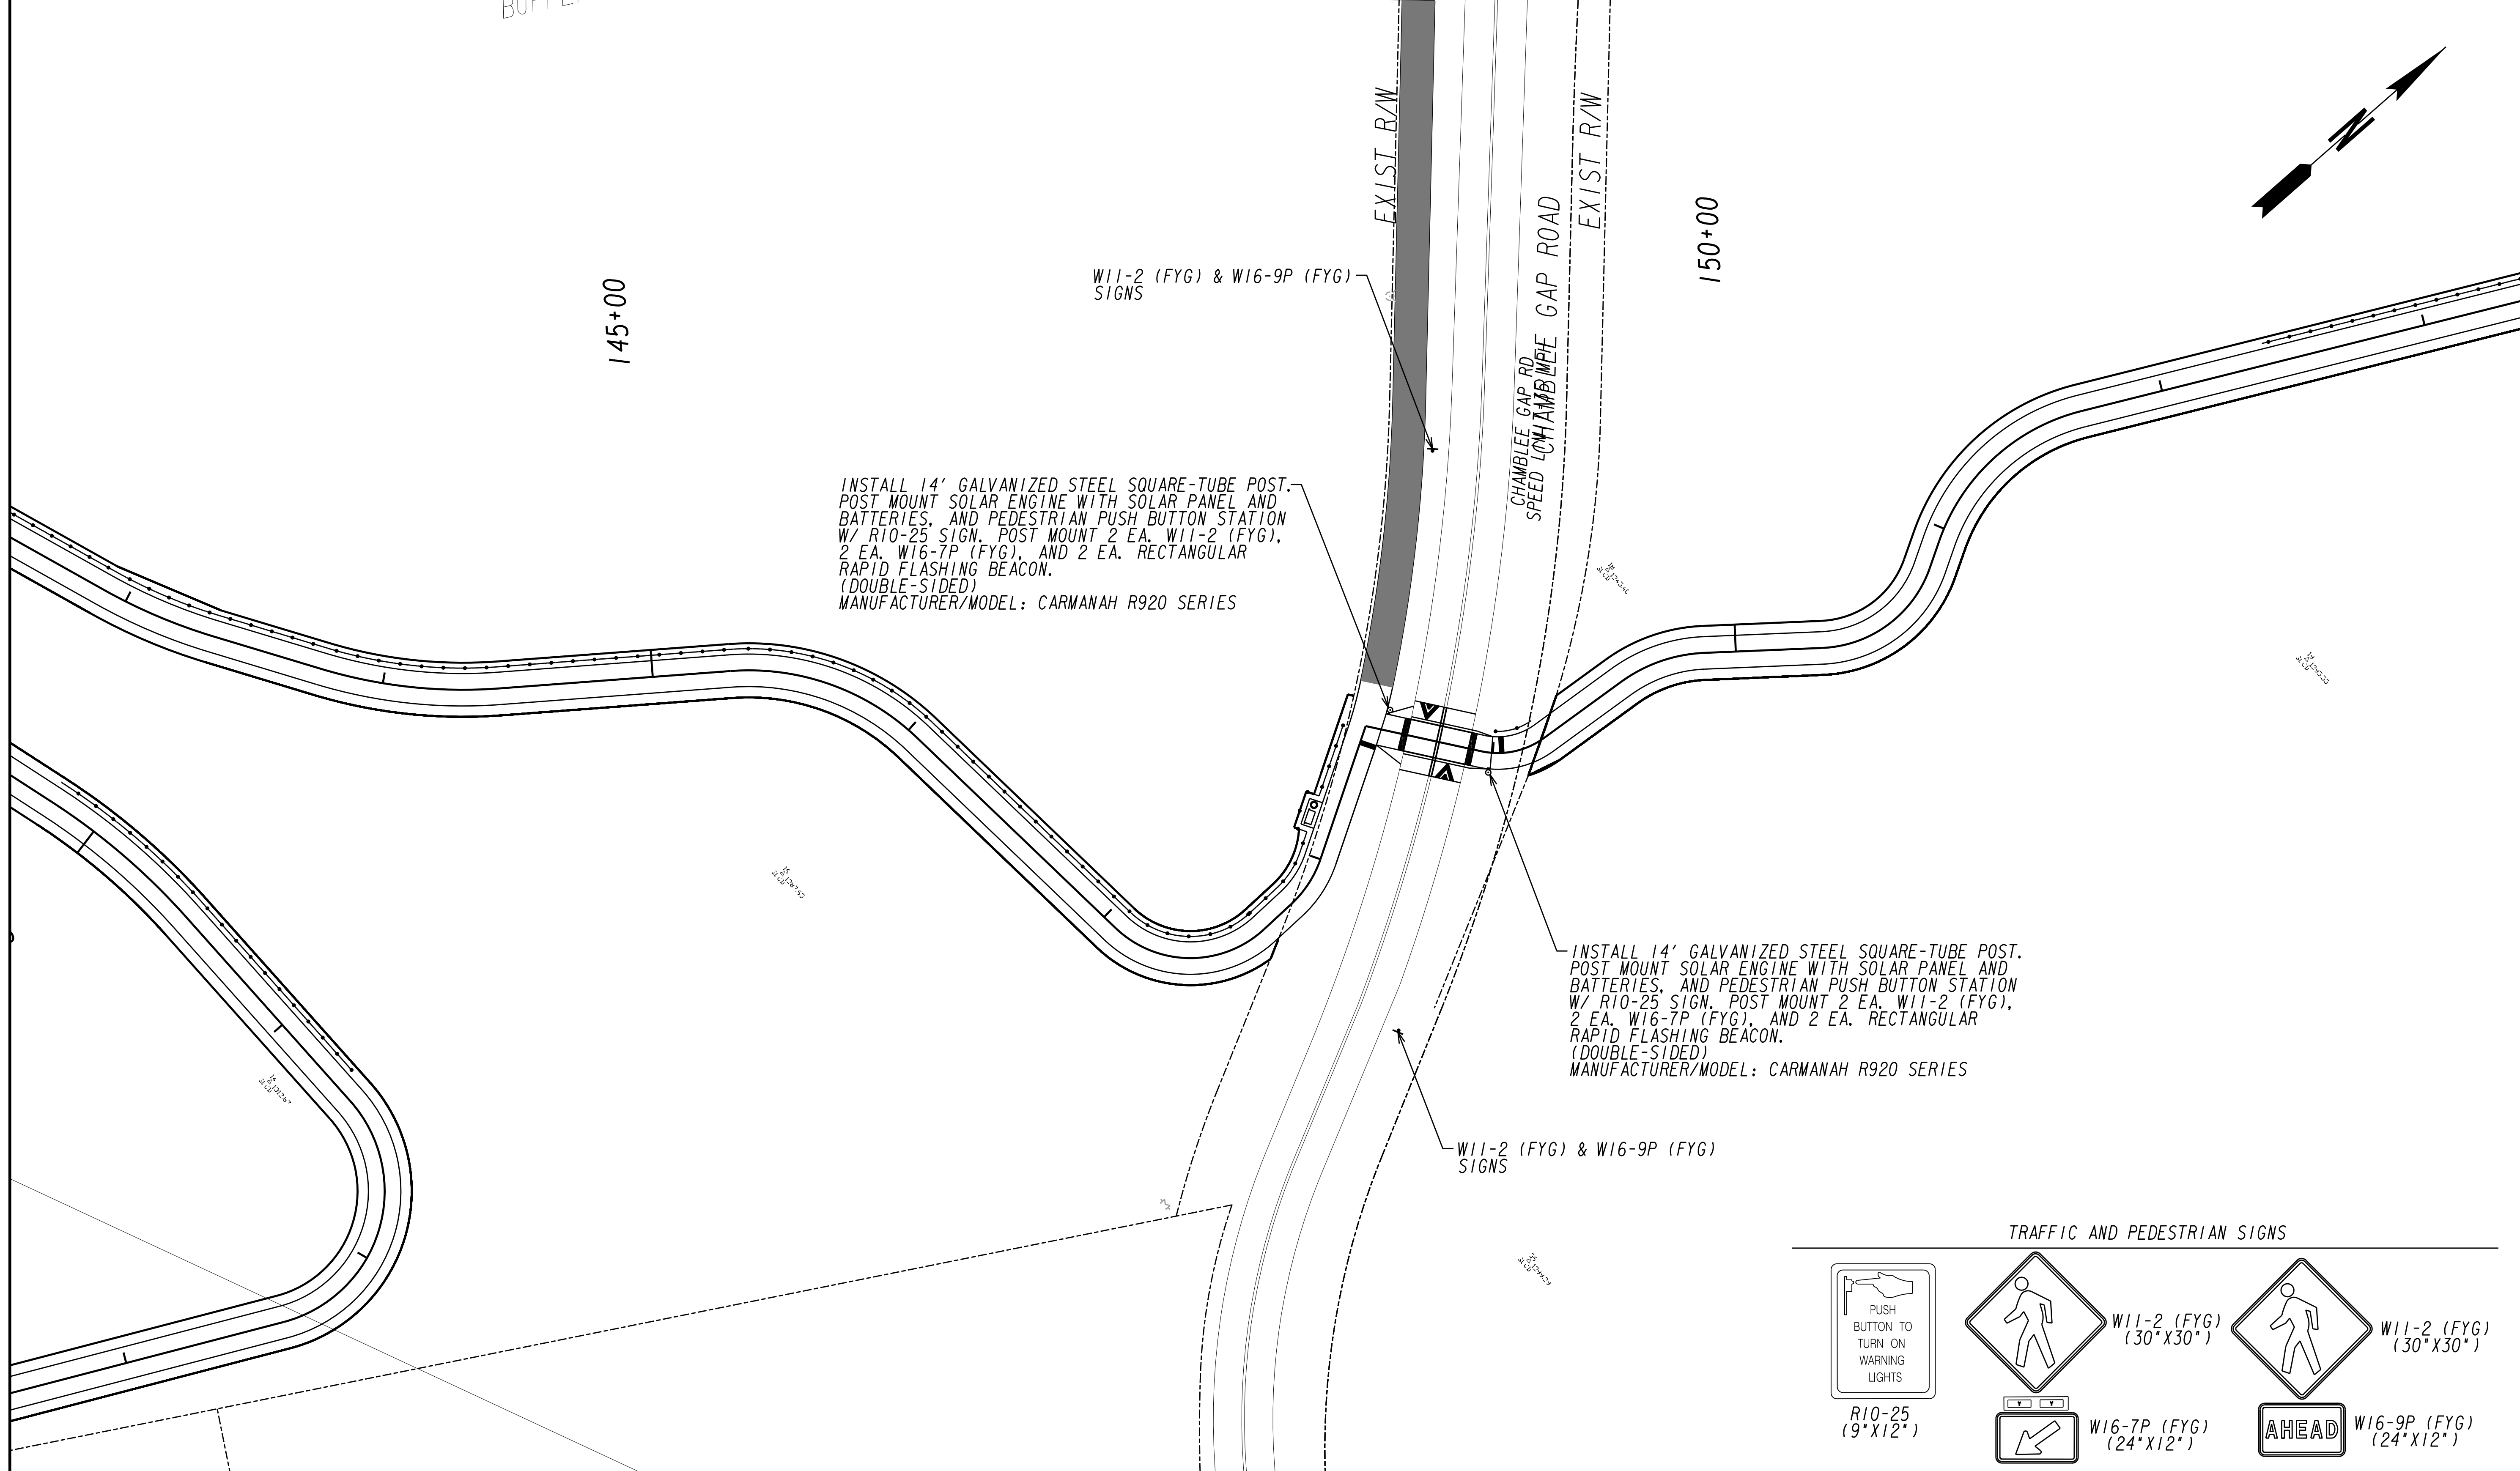 EXIST R/W
EXIST R/W
CHAMBLEE GAP ROAD
CHAMBLEE GAP RD
145+00
150+00
N
W11-2 (FYG) & W16-9P (FYG)
SIGNS
INSTALL 14' GALVANIZED STEEL SQUARE-TUBE POST.
POST MOUNT SOLAR ENGINE WITH SOLAR PANEL AND
BATTERIES, AND PEDESTRIAN PUSH BUTTON STATION
W/ R10-25 SIGN. POST MOUNT 2 EA. W11-2 (FYG),
2 EA. W16-7P (FYG), AND 2 EA. RECTANGULAR
RAPID FLASHING BEACON.
(DOUBLE-SIDED)
MANUFACTURER/MODEL: CARMANAH R920 SERIES
INSTALL 14' GALVANIZED STEEL SQUARE-TUBE POST.
POST MOUNT SOLAR ENGINE WITH SOLAR PANEL AND
BATTERIES, AND PEDESTRIAN PUSH BUTTON STATION
W/ R10-25 SIGN. POST MOUNT 2 EA. W11-2 (FYG),
2 EA. W16-7P (FYG), AND 2 EA. RECTANGULAR
RAPID FLASHING BEACON.
(DOUBLE-SIDED)
MANUFACTURER/MODEL: CARMANAH R920 SERIES
W11-2 (FYG) & W16-9P (FYG)
SIGNS
TRAFFIC AND PEDESTRIAN SIGNS
PUSH
BUTTON TO
TURN ON
WARNING
LIGHTS
R10-25
(9"X12")
W11-2 (FYG)
(30"X30")
W16-7P (FYG)
(24"X12")
W11-2 (FYG)
(30"X30")
AHEAD
W16-9P (FYG)
(24"X12")